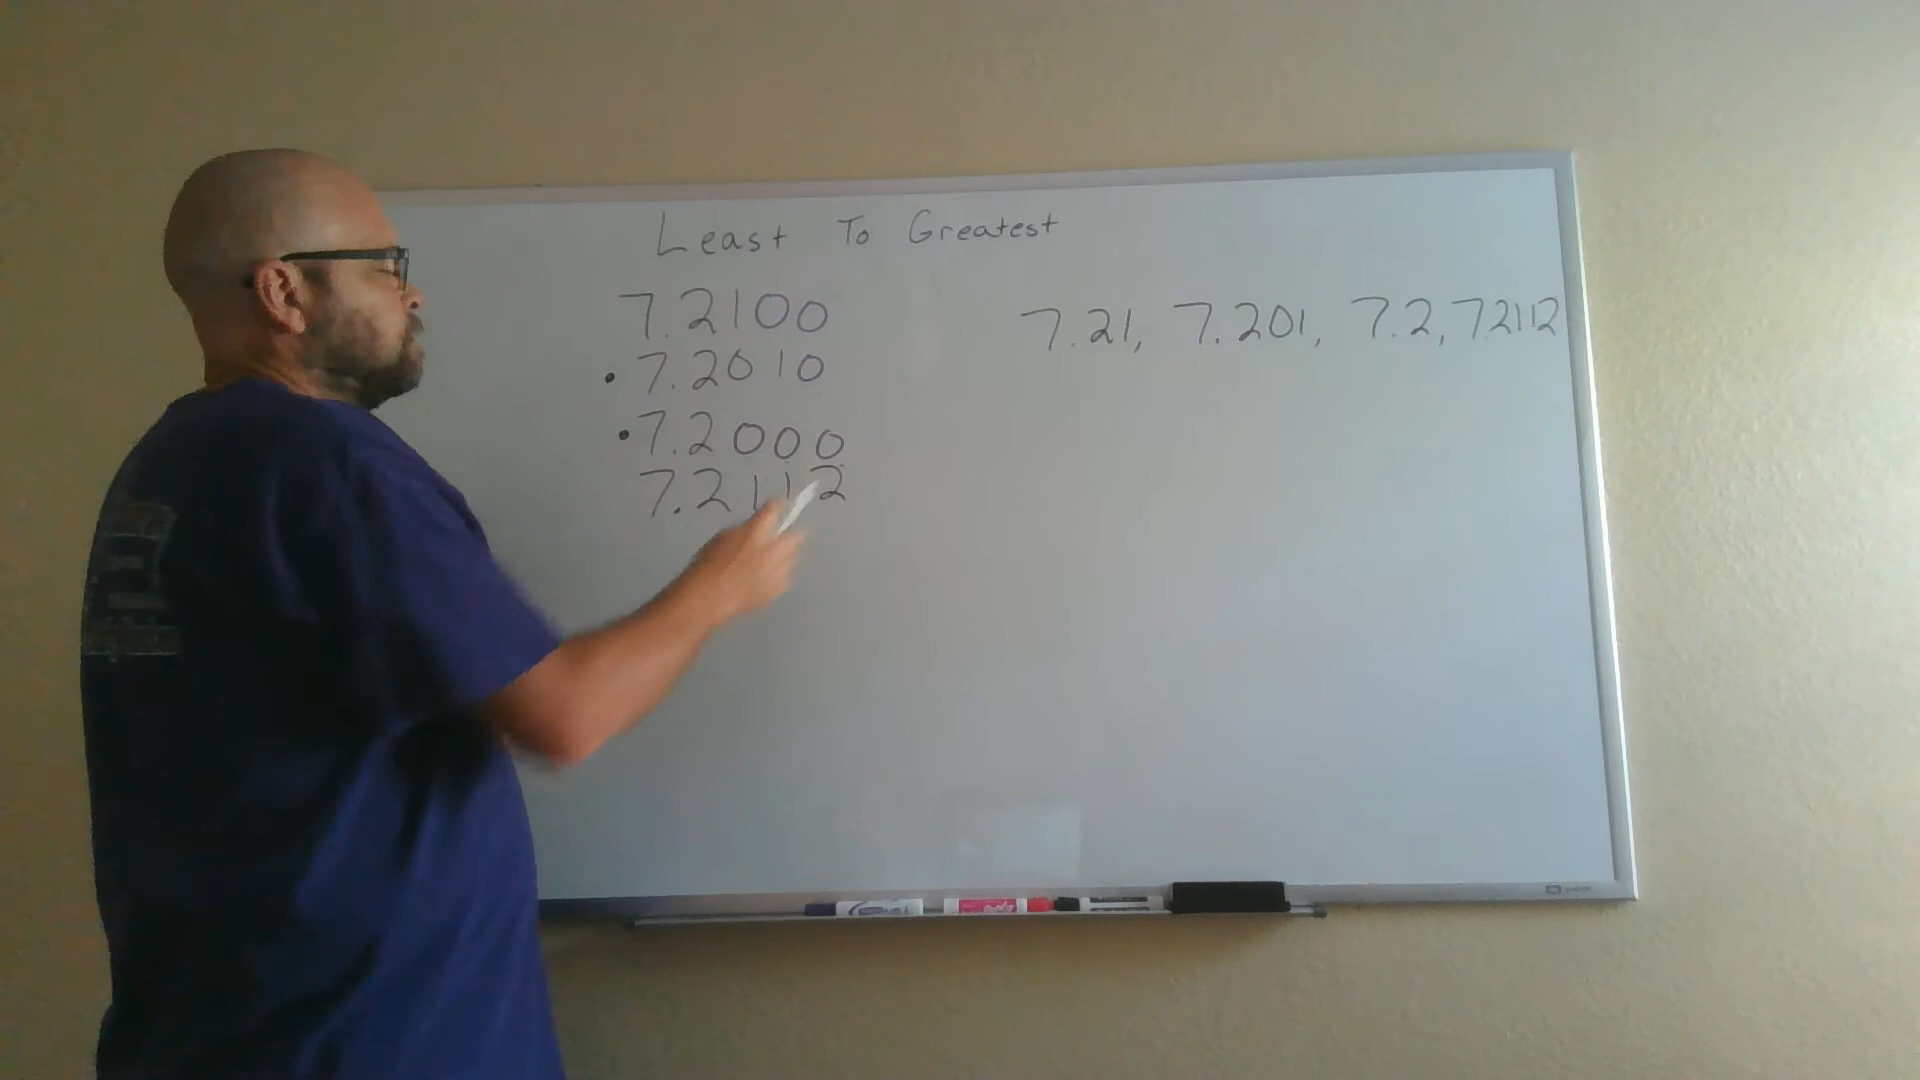 Least To Greatest
7.2100
7.21, 7.201, 7.2, 7.2112
• 7.2010
• 7.2000
7.2112